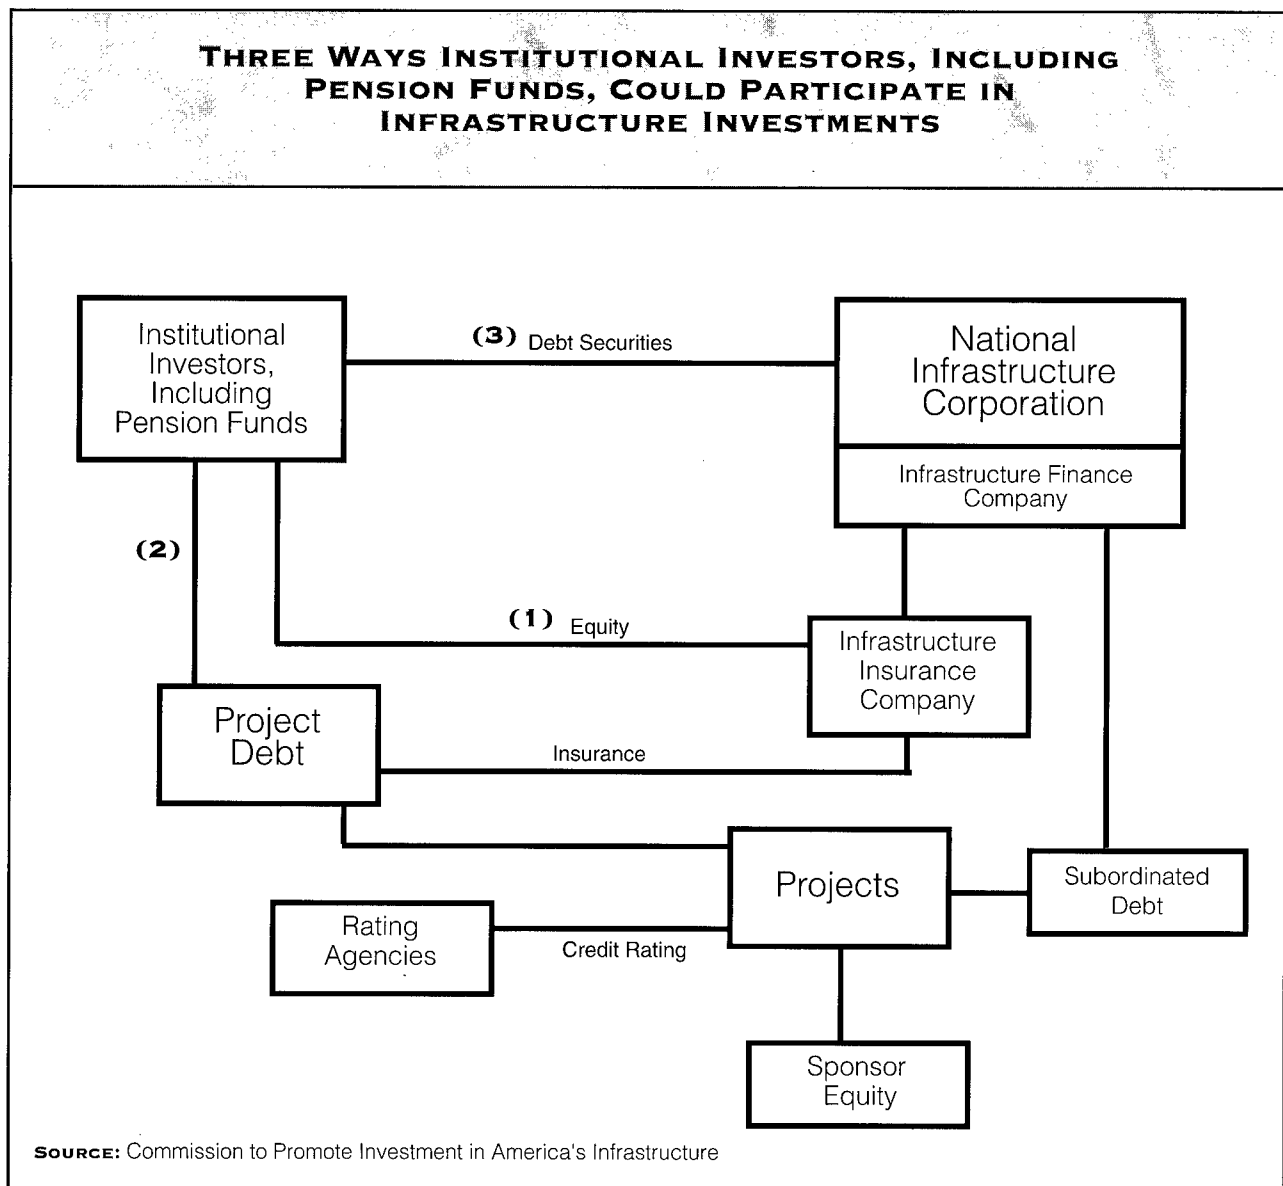 THREE WAYS INSTITUTIONAL INVESTORS, INCLUDING
PENSION FUNDS, COULD PARTICIPATE IN
INFRASTRUCTURE INVESTMENTS
Institutional
Investors,
Including
Pension Funds
(3) Debt Securities
National
Infrastructure
Corporation
Infrastructure Finance
Company
(2)
(1) Equity
Infrastructure
Insurance
Company
Project
Debt
Insurance
Projects
Subordinated
Debt
Rating
Agencies
Credit Rating
Sponsor
Equity
SOURCE: Commission to Promote Investment in America's Infrastructure